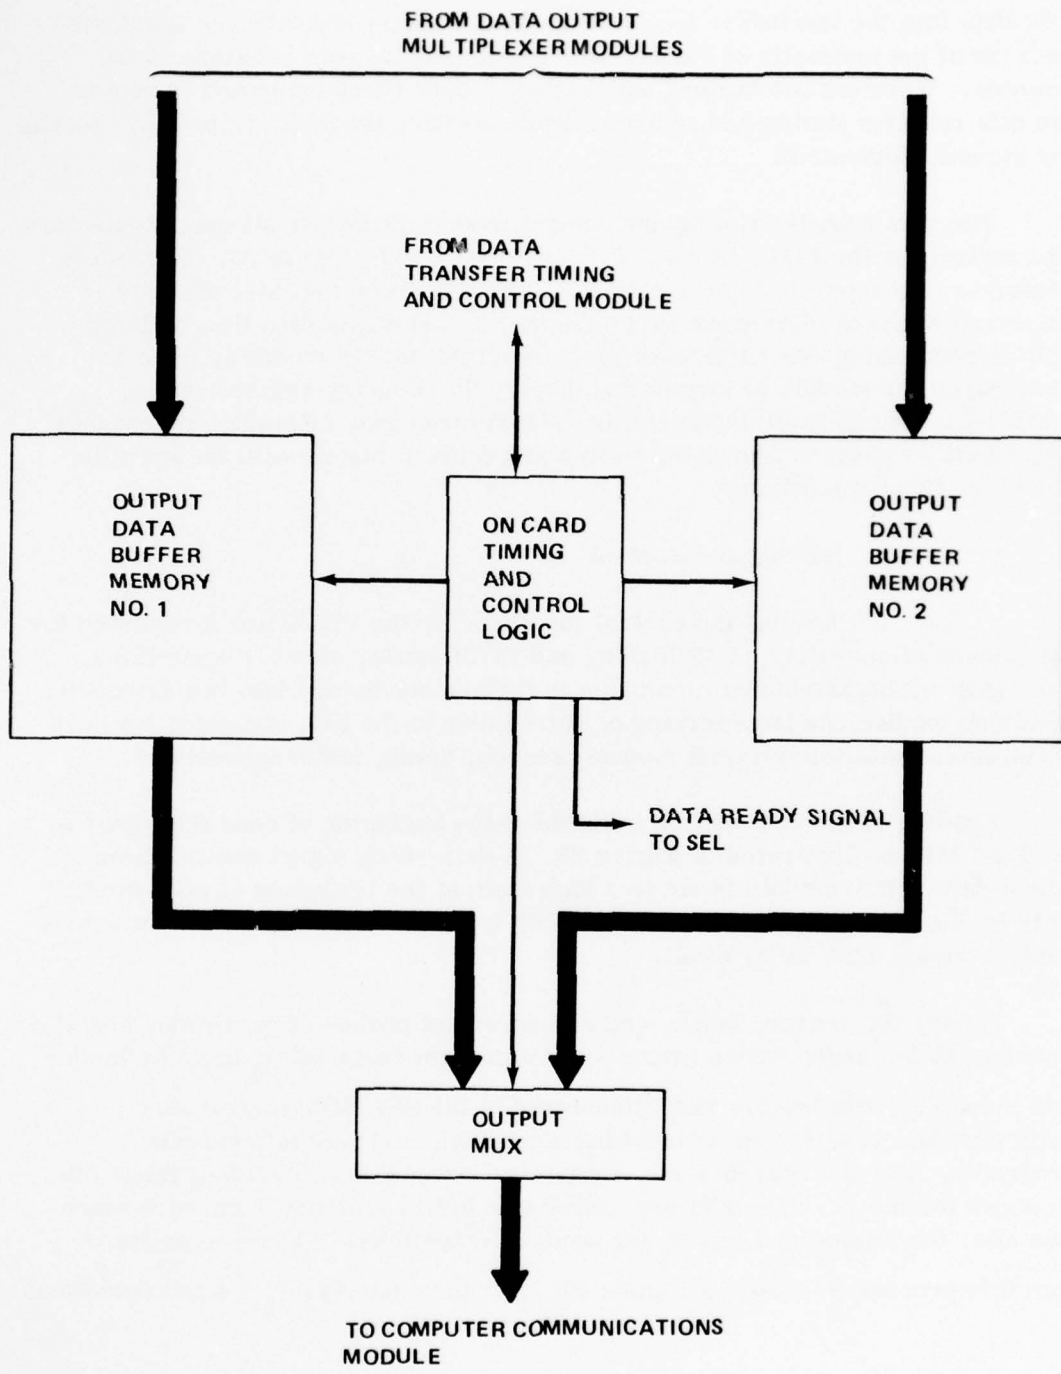 FROM DATA OUTPUT
MULTIPLEXER MODULES
FROM DATA
TRANSFER TIMING
AND CONTROL MODULE
OUTPUT
DATA
BUFFER
MEMORY
NO. 1
ON CARD
TIMING
AND
CONTROL
LOGIC
OUTPUT
DATA
BUFFER
MEMORY
NO. 2
DATA READY SIGNAL
TO SEL
OUTPUT
MUX
TO COMPUTER COMMUNICATIONS
MODULE